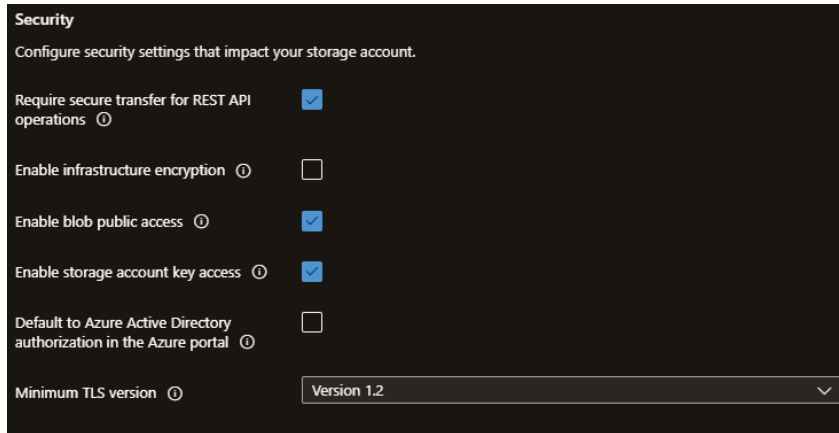 Security
Configure security settings that impact your storage account.
Require secure transfer for REST API
operations
Enable infrastructure encryption
Enable blob public access
Enable storage account key access
Default to Azure Active Directory
authorization in the Azure portal
Minimum TLS version
Version 1.2